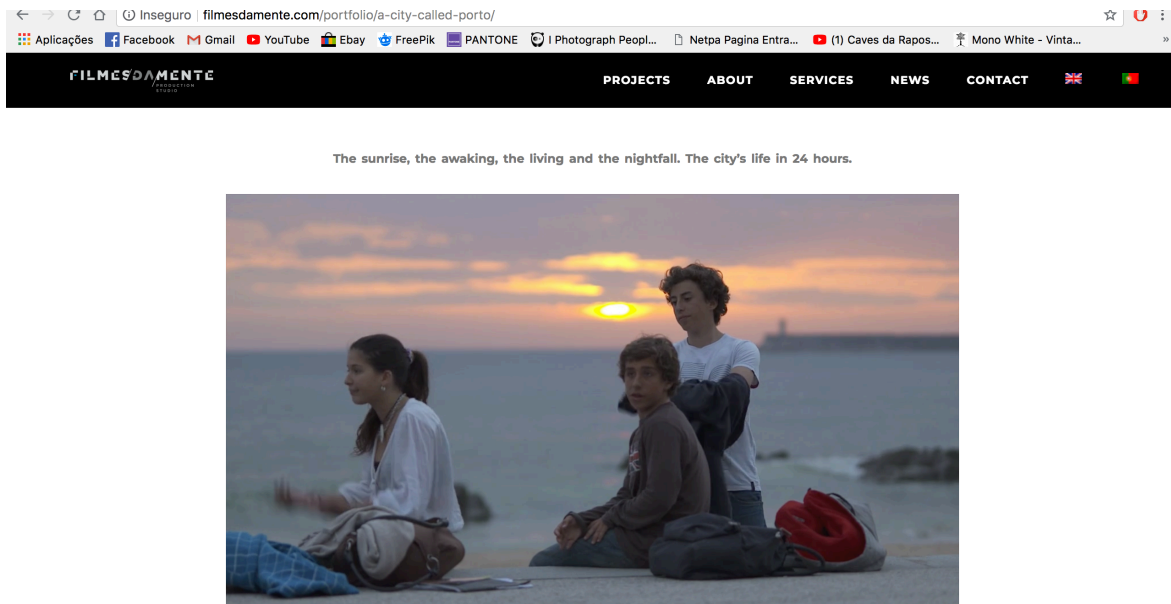 Inseguro | filmesdamente.com/portfolio/a-city-called-porto/
Aplicações Facebook Gmail YouTube Ebay FreePik PANTONE I Photograph Peopl... Netpa Pagina Entra... (1) Caves da Rapos... Mono White - Vinta... »
FILMESDAMENTE PROJECTS ABOUT SERVICES NEWS CONTACT
/PRODUCTION
STUDIO
The sunrise, the awaking, the living and the nightfall. The city's life in 24 hours.